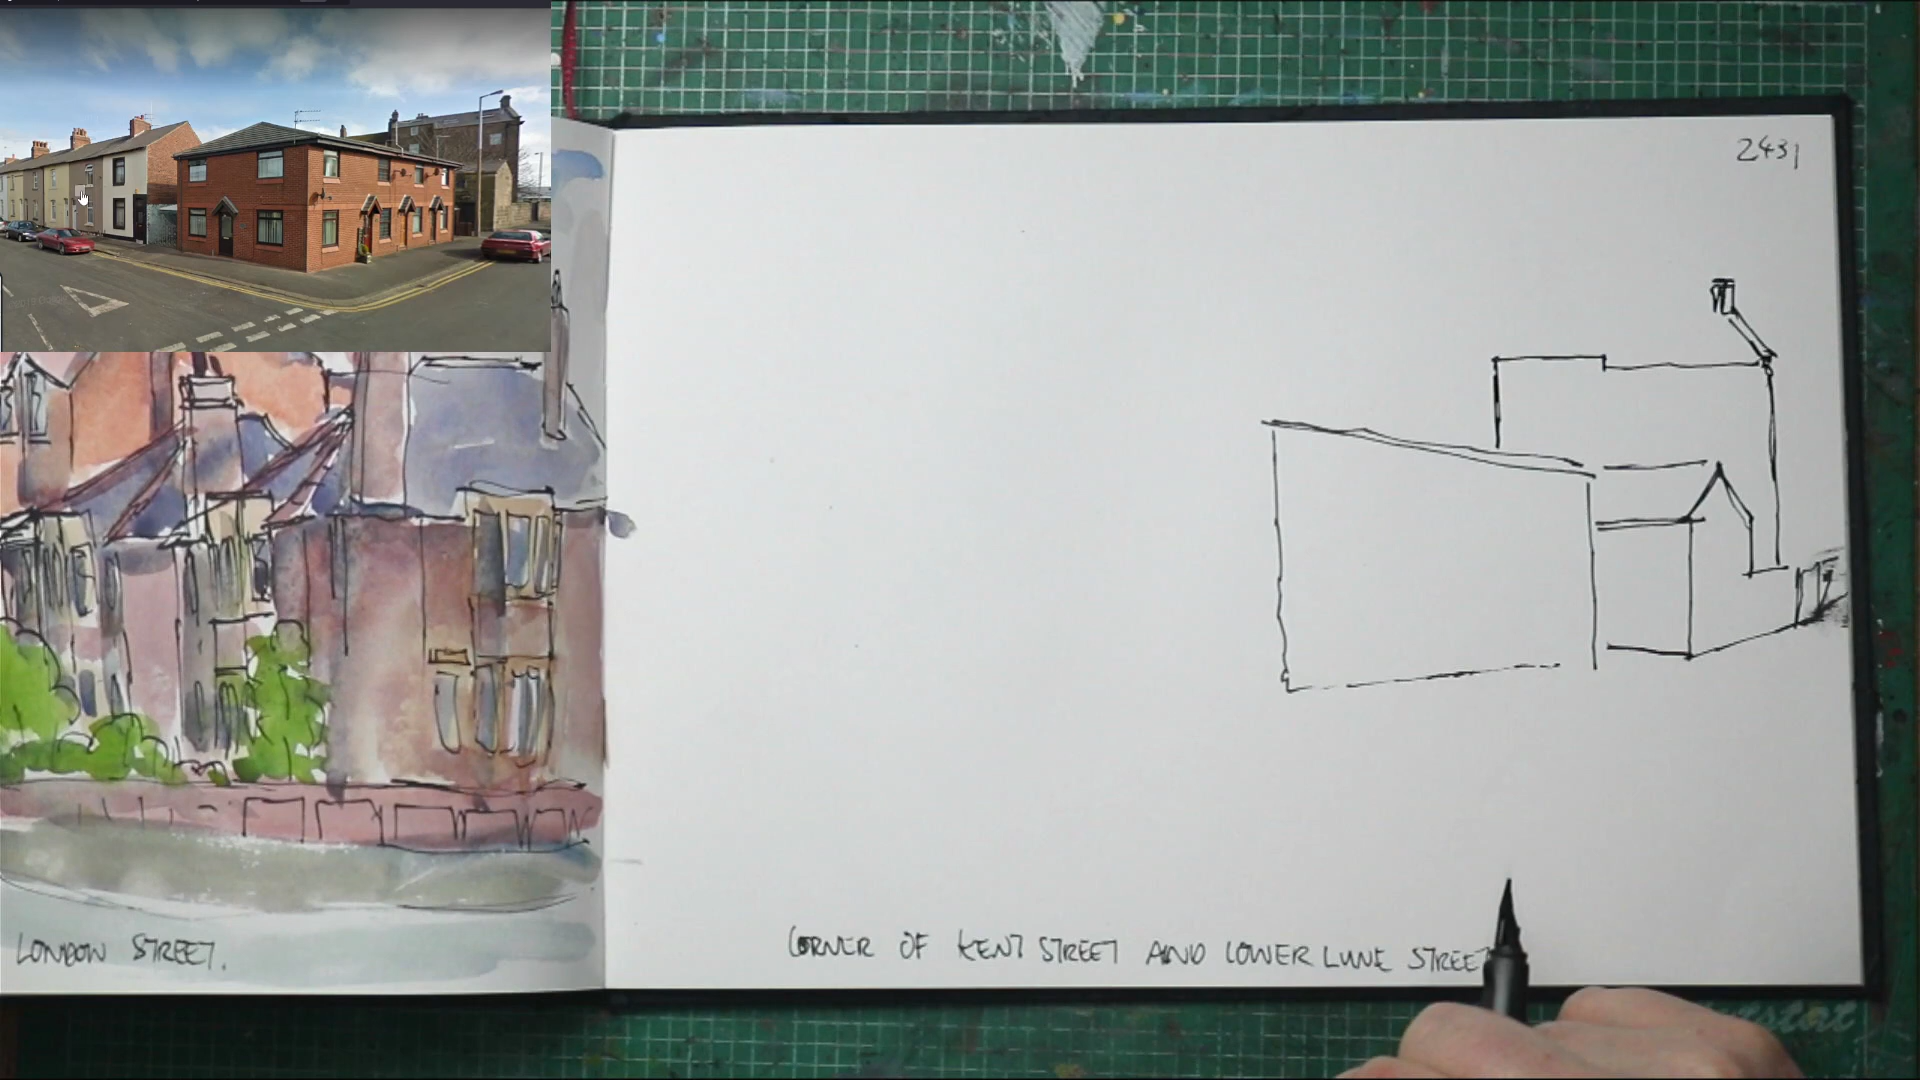 2431
LONDON STREET.
CORNER OF KENT STREET AND LOWER LUNE STREET